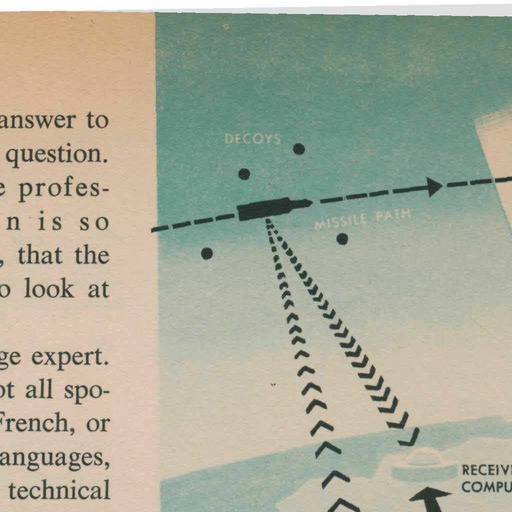 answer to
question.
profes-
n is so
, that the
o look at
ge expert.
ot all spo-
French, or
anguages,
technical
DECOYS
MISSILE PATH
RECEIV
COMPU